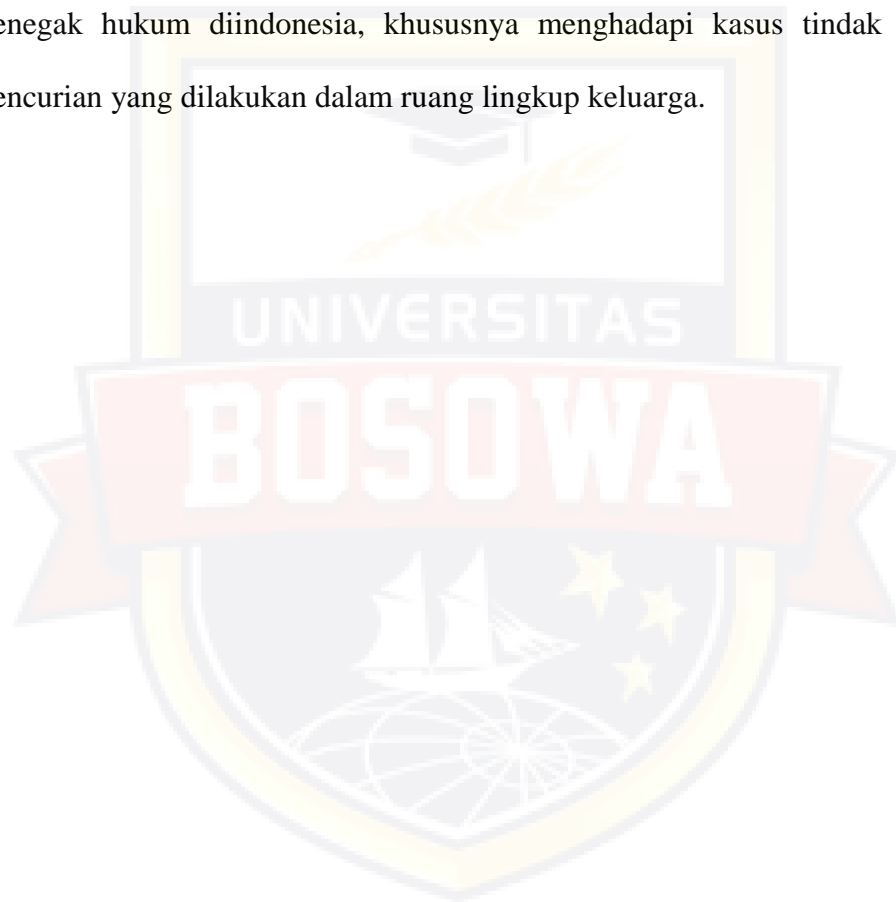 enegak hukum diindonesia, khususnya menghadapi kasus tindak
encurian yang dilakukan dalam ruang lingkup keluarga.
UNIVERSITAS
BOSOWA